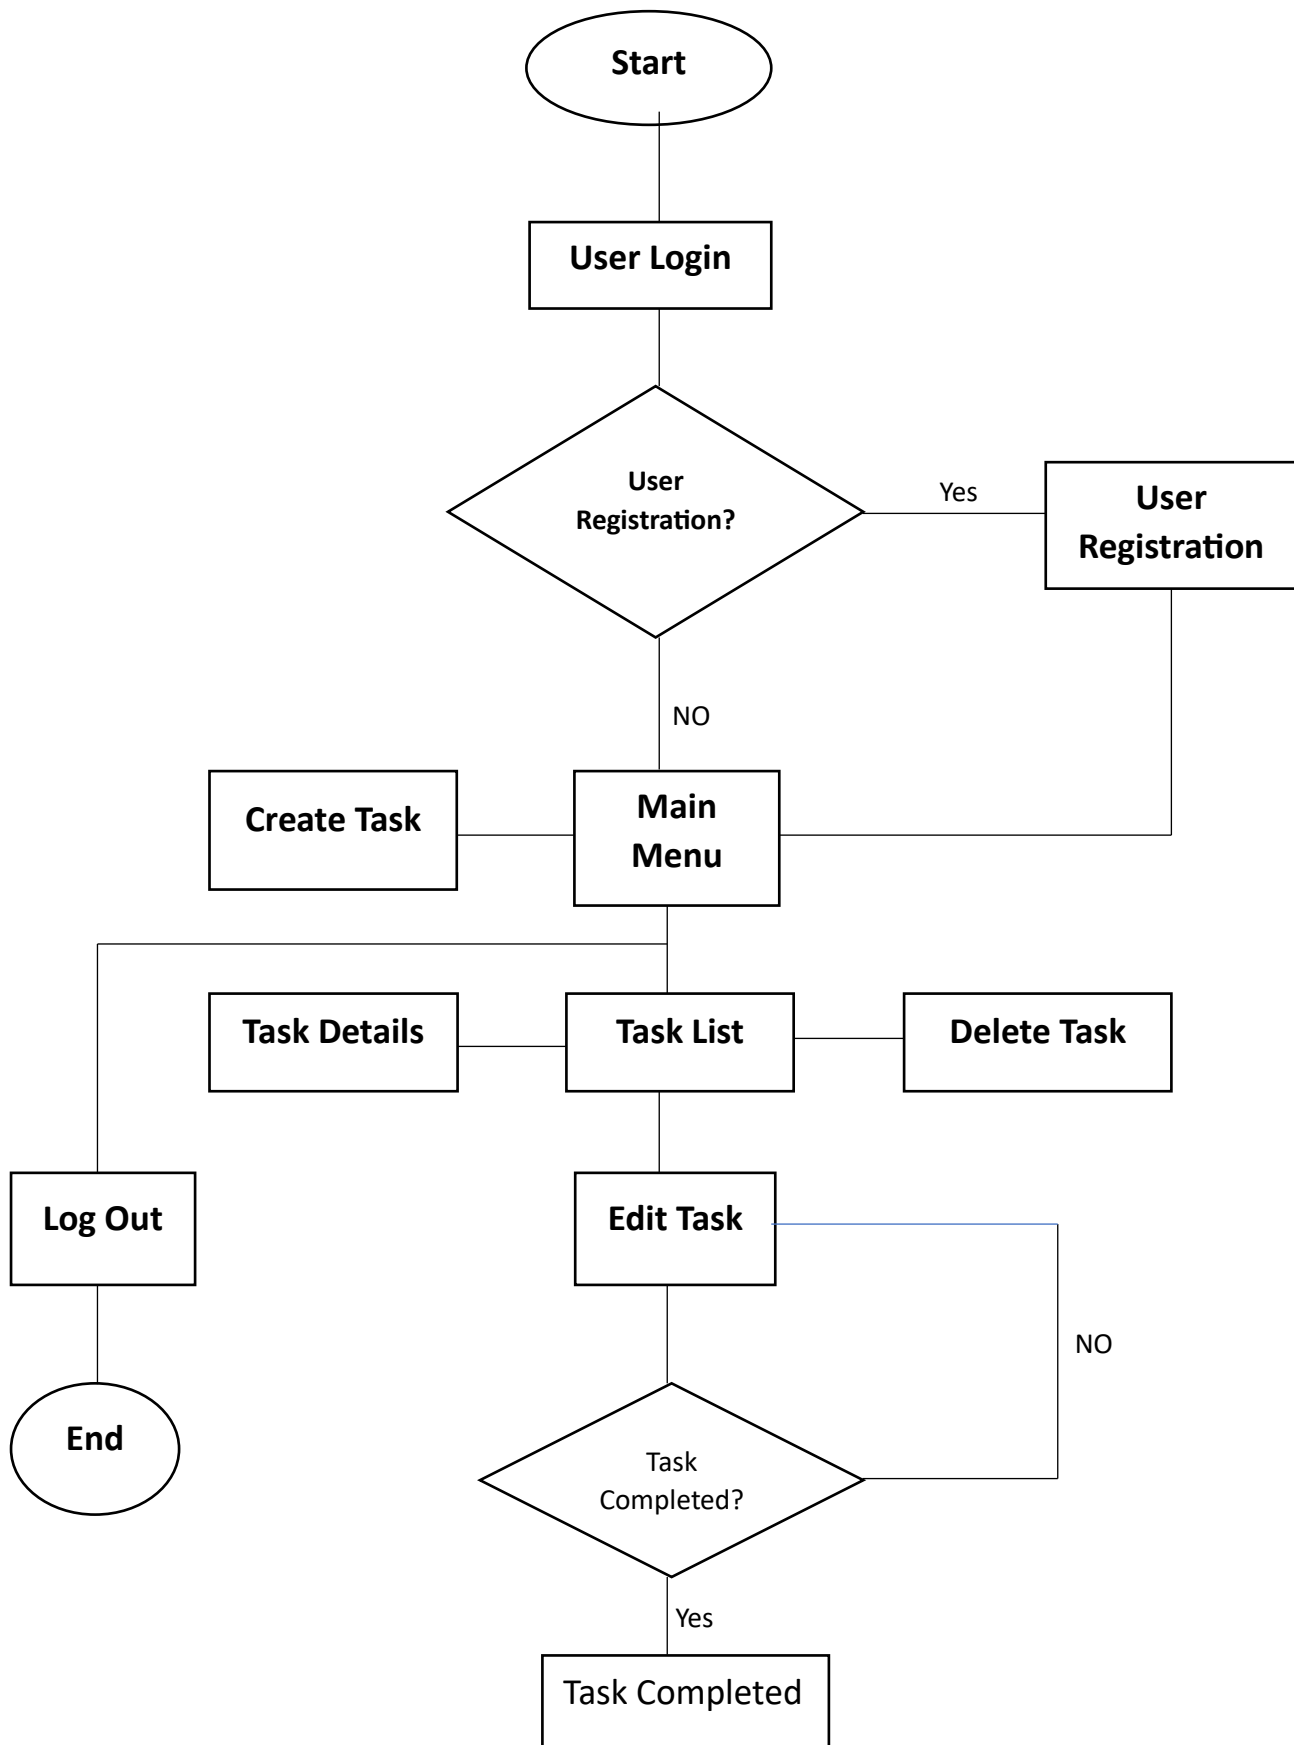 Start
User Login
User
Registration?
Yes
User
Registration
NO
Create Task
Main
Menu
Task Details
Task List
Delete Task
Log Out
Edit Task
NO
End
Task
Completed?
Yes
Task Completed